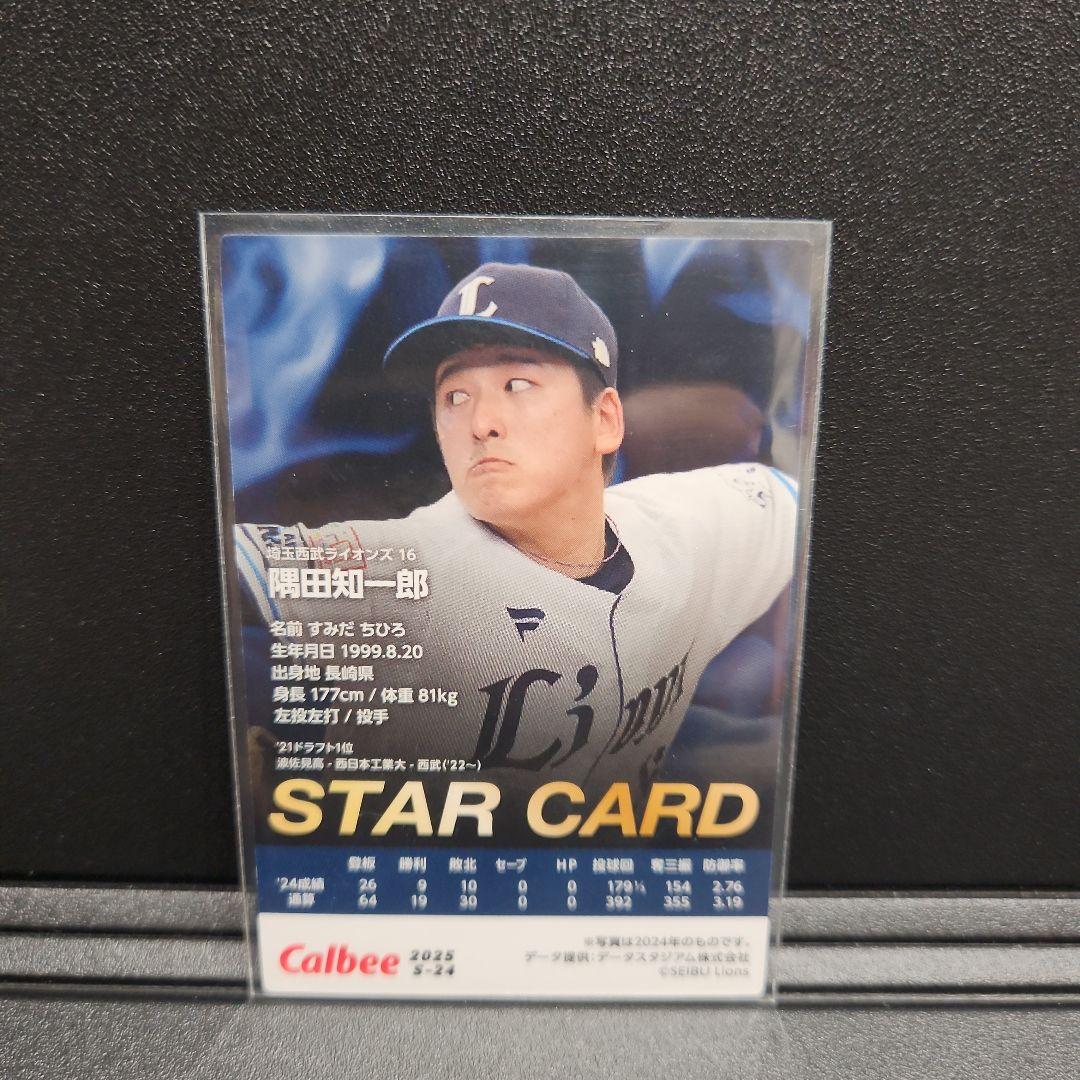 L
埼玉西武ライオンズ 16
隅田知一郎
名前 すみだ ちひろ
生年月日 1999.8.20
出身地 長崎県
身長 177cm / 体重 81kg
左投左打 / 投手
'21ドラフト1位
波佐見高 - 西日本工業大 - 西武('22〜)
Lions
STAR CARD
登板 勝利 敗北 セーブ HP 投球回 奪三振 防御率
'24成績 26 9 10 0 0 179⅓ 154 2.76
通算 64 19 30 0 0 392 355 3.19
Calbee 2025 S-24
※写真は2024年のものです。
データ提供:データスタジアム株式会社
©SEIBU Lions